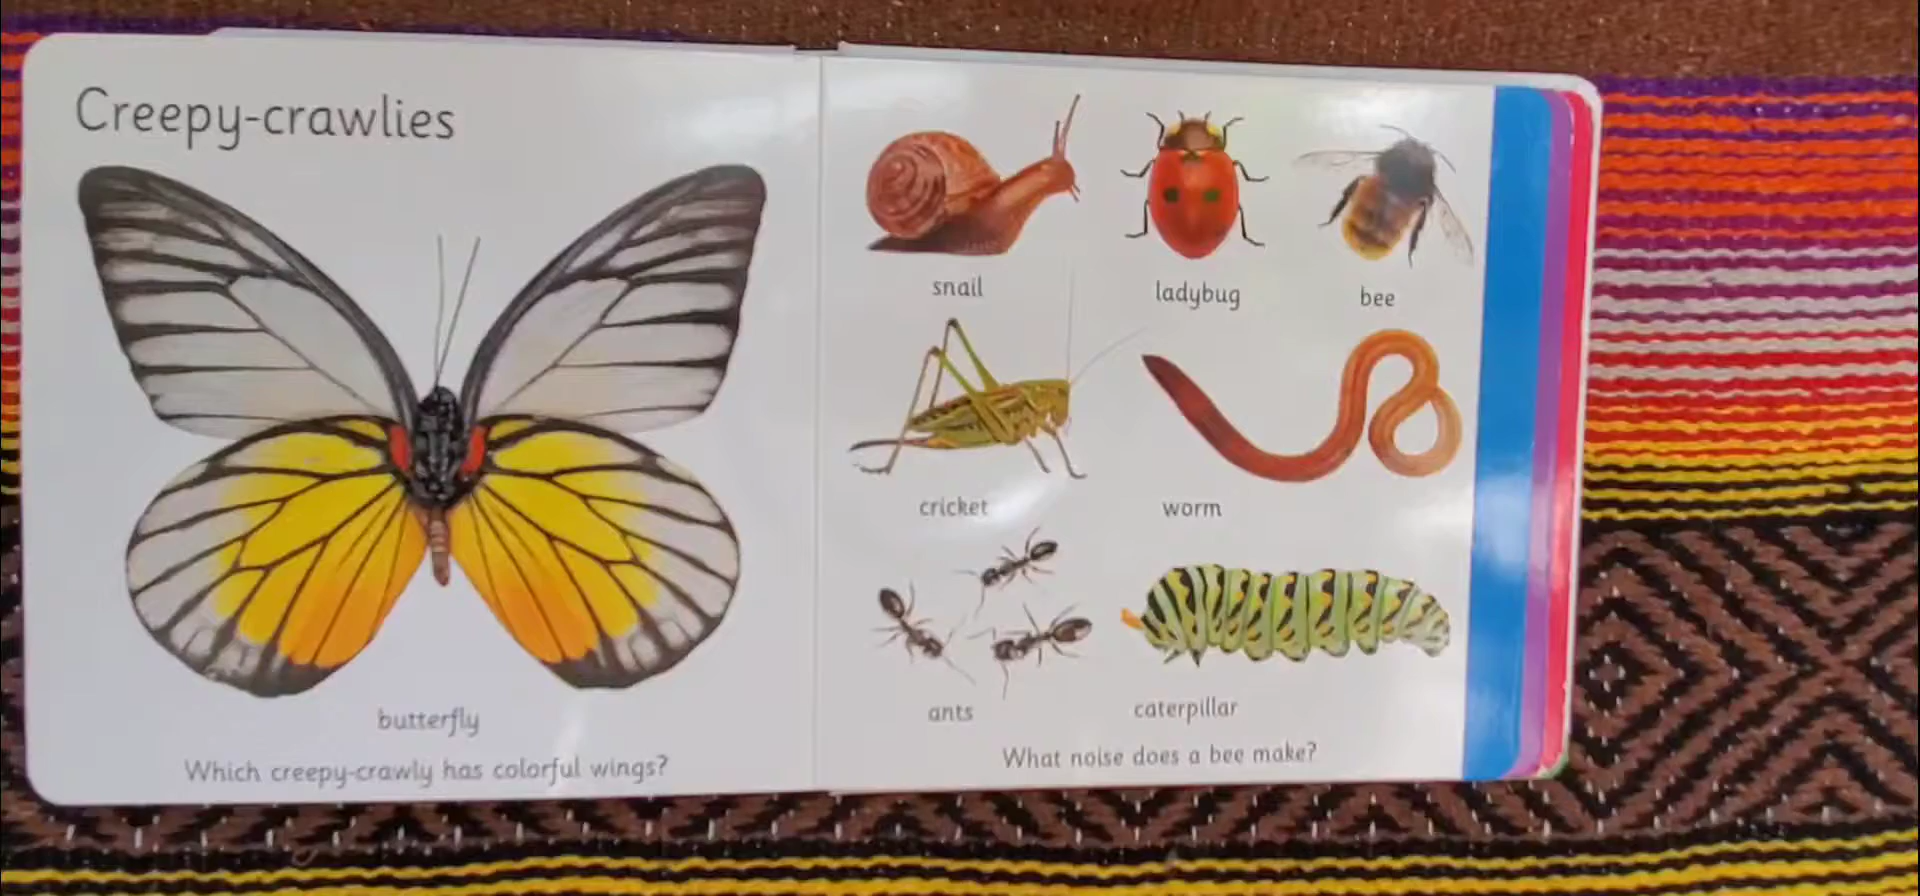 Creepy-crawlies
butterfly
Which creepy-crawly has colorful wings?
snail
ladybug
bee
cricket
worm
ants
caterpillar
What noise does a bee make?